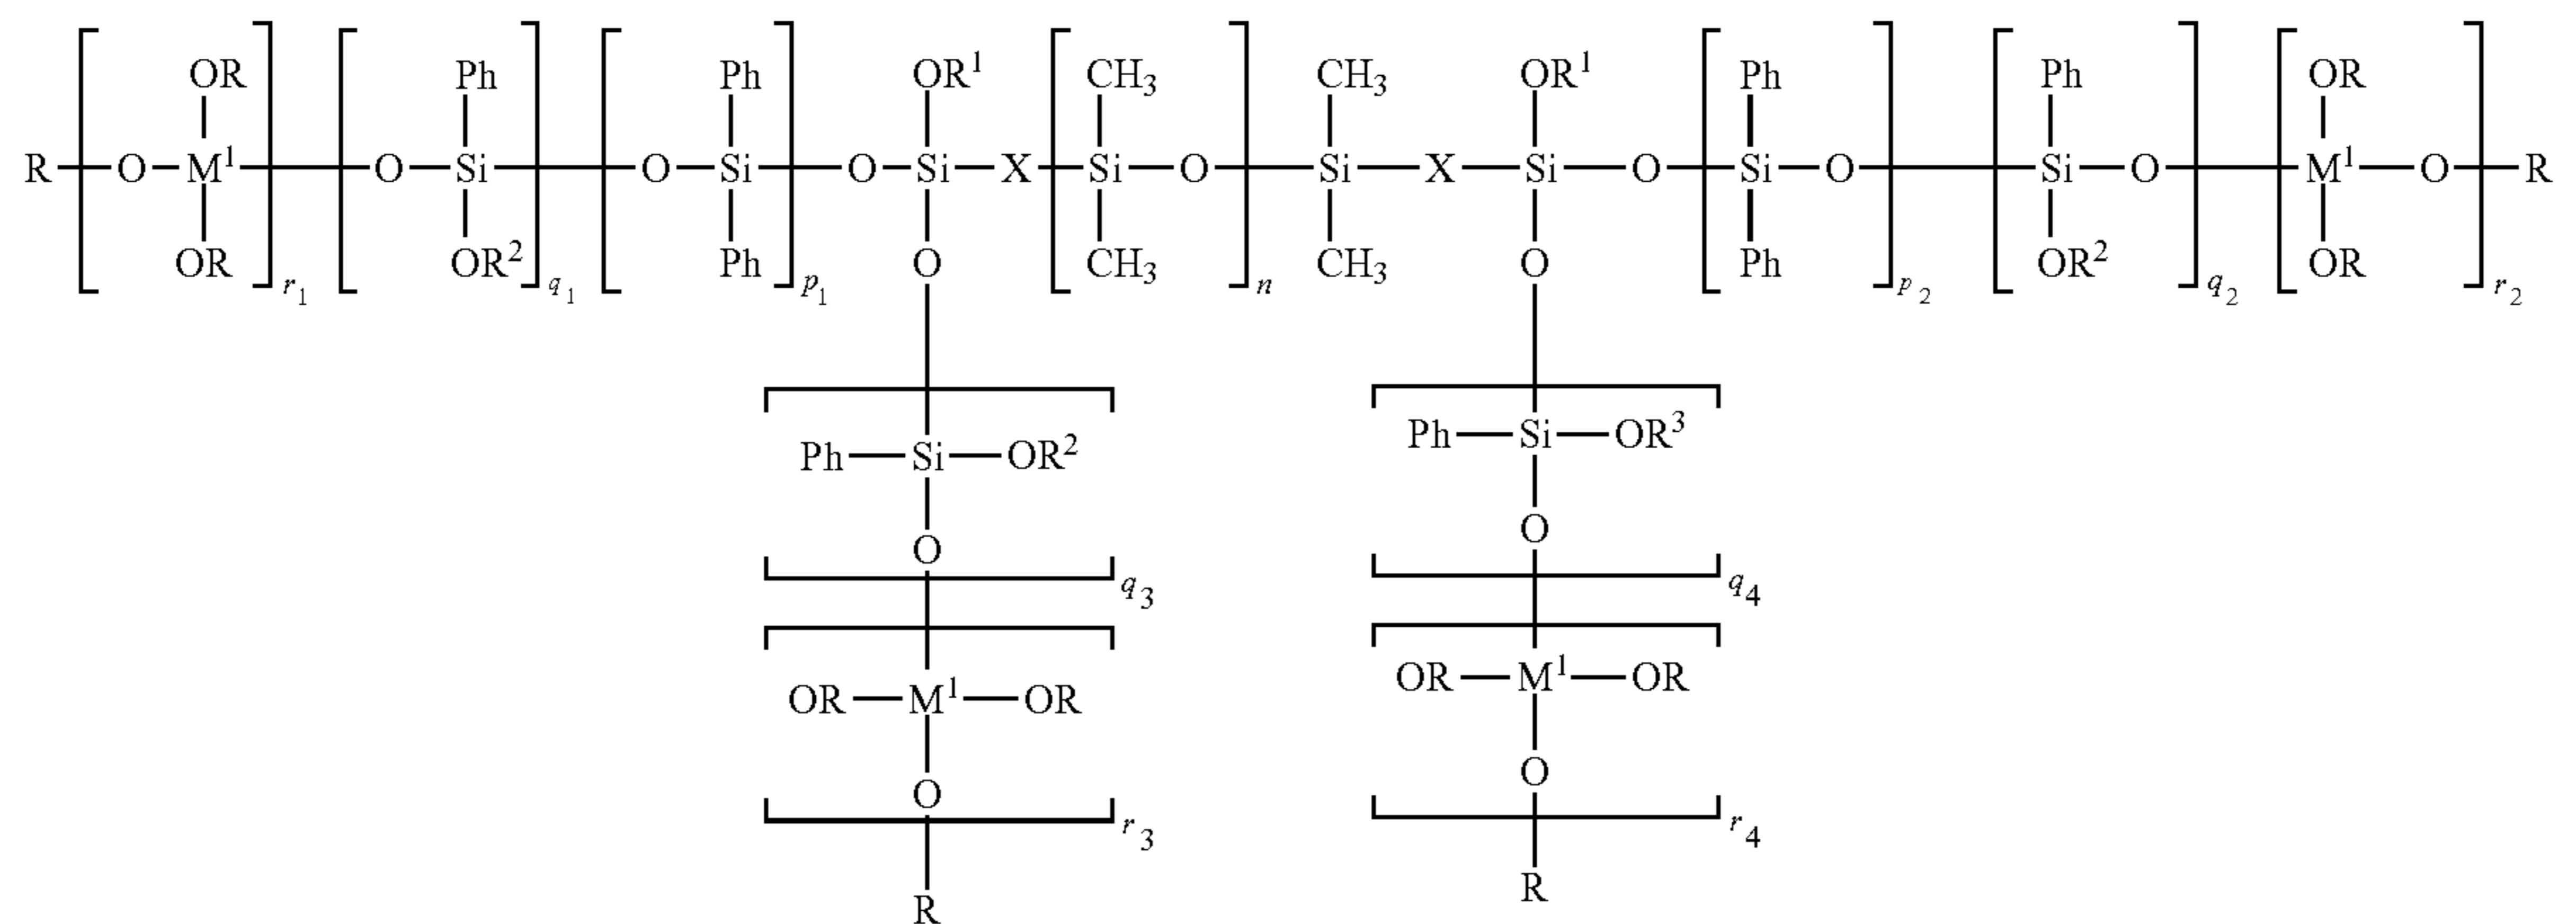 OR Ph Ph OR¹ CH₃ CH₃ OR¹ Ph Ph OR
R O M¹ O Si O Si O Si X Si O Si X Si O Si O Si O M¹ O R
OR OR² Ph O CH₃ CH₃ O Ph OR² OR
r₁ q₁ p₁ n p₂ q₂ r₂
Ph Si OR² Ph Si OR³
O O
q₃ q₄
OR M¹ OR OR M¹ OR
O O
r₃ r₄
R R